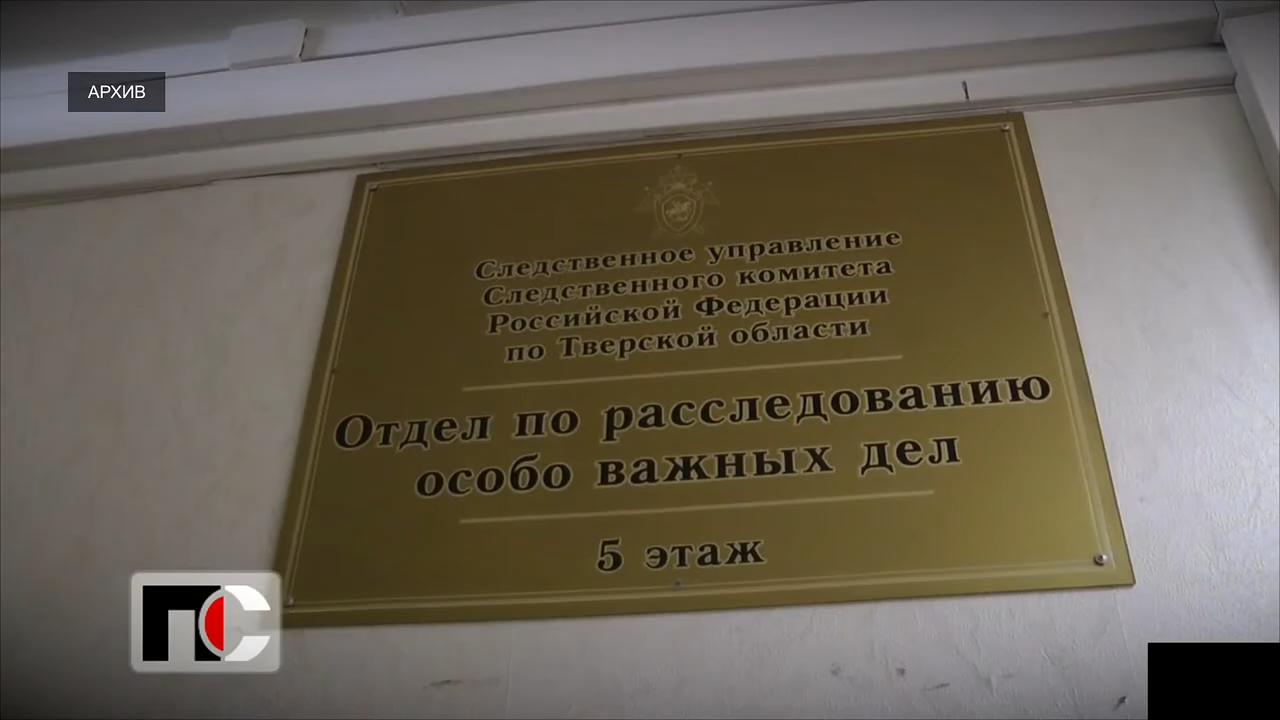 АРХИВ
Следственное управление
Следственного комитета
Российской Федерации
по Тверской области
Отдел по расследованию
особо важных дел
5 этаж
ПС